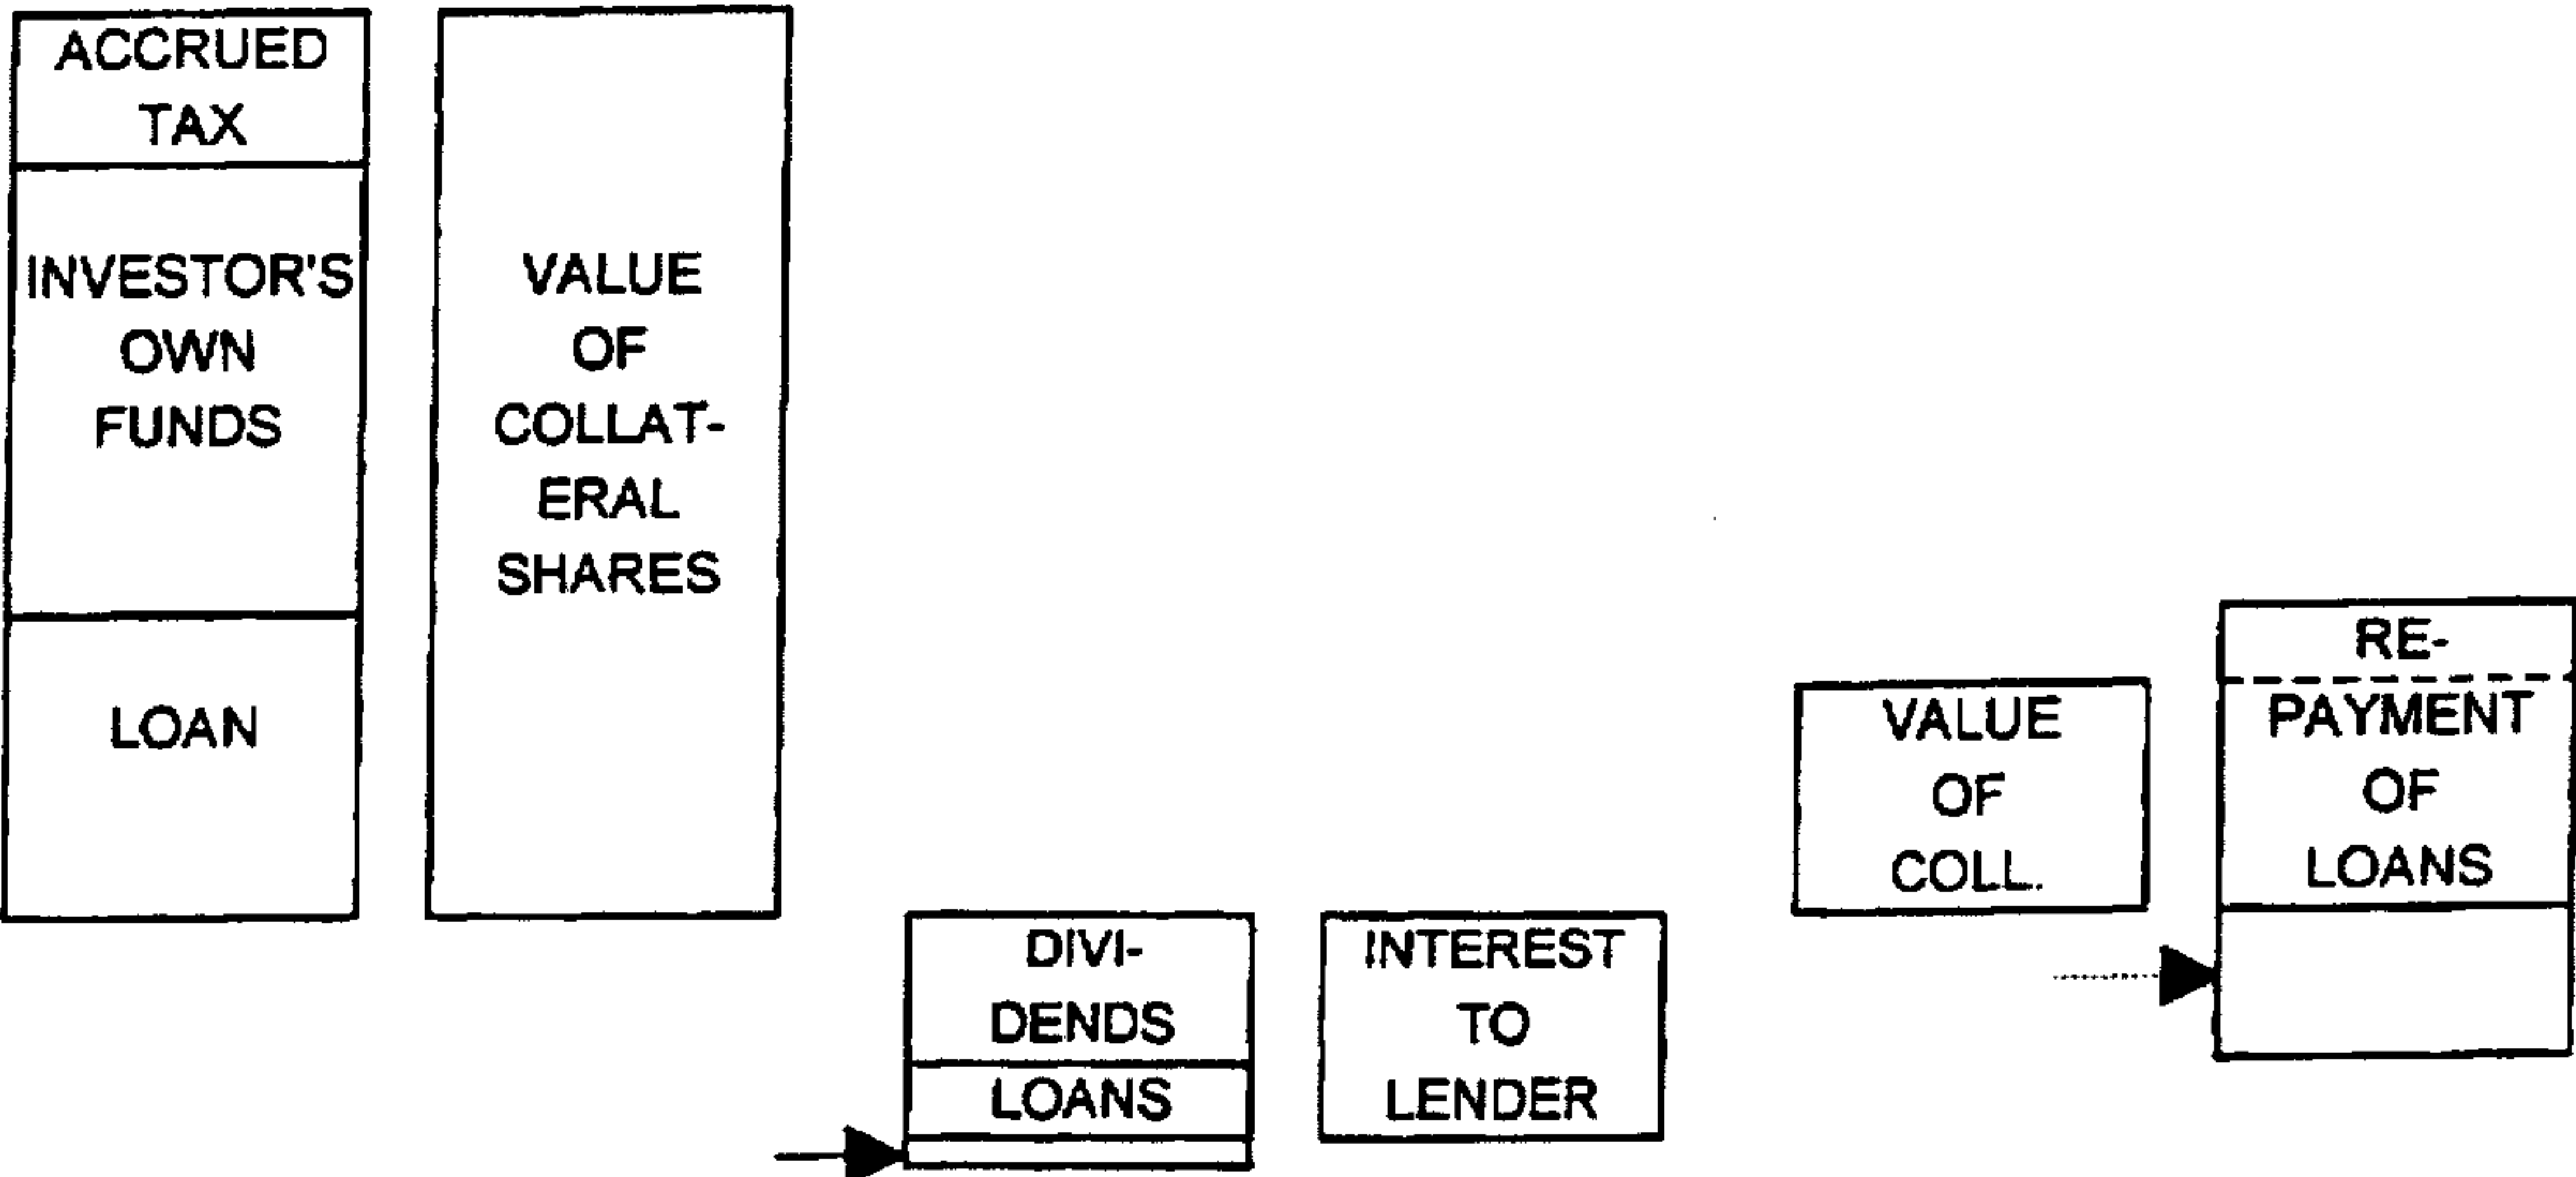 ACCRUED
TAX
INVESTOR'S
OWN
FUNDS
LOAN
VALUE
OF
COLLAT-
ERAL
SHARES
DIVI-
DENDS
LOANS
INTEREST
TO
LENDER
VALUE
OF
COLL.
RE-
PAYMENT
OF
LOANS